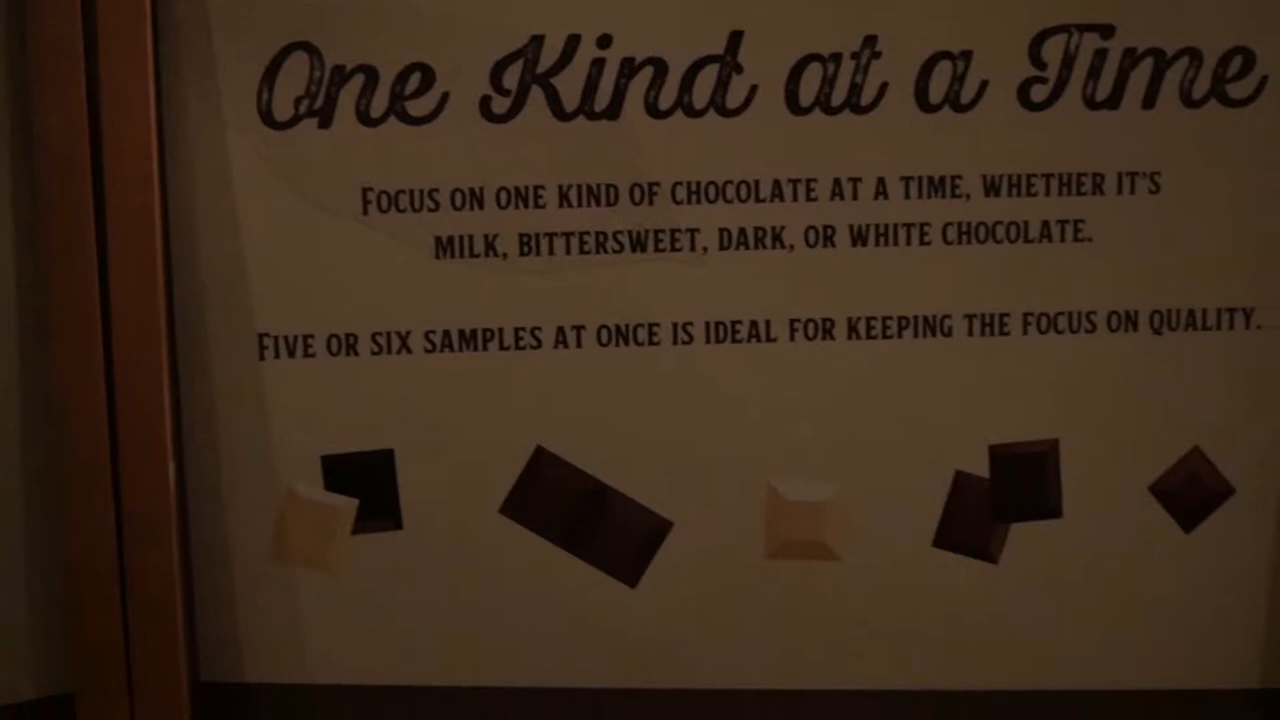 One Kind at a Time
FOCUS ON ONE KIND OF CHOCOLATE AT A TIME, WHETHER IT'S
MILK, BITTERSWEET, DARK, OR WHITE CHOCOLATE.
FIVE OR SIX SAMPLES AT ONCE IS IDEAL FOR KEEPING THE FOCUS ON QUALITY.